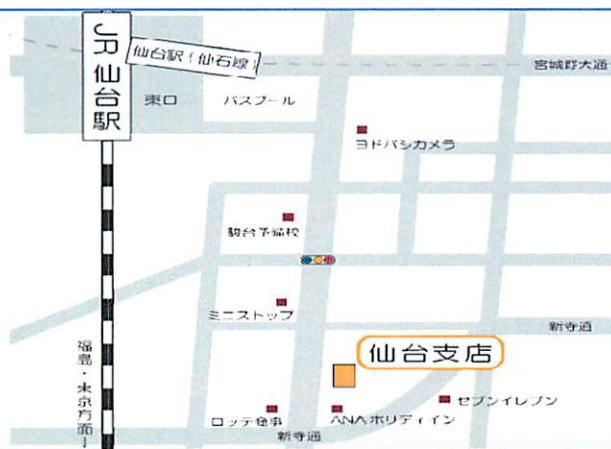 JR仙台駅
仙台駅(仙石線)
宮城野大通
東口
バスプール
ヨドバシカメラ
駿台予備校
ミニストップ
新寺通
仙台支店
福島・東京方面→
セブンイレブン
ロッテ商事
ANAホリディイン
新寺通